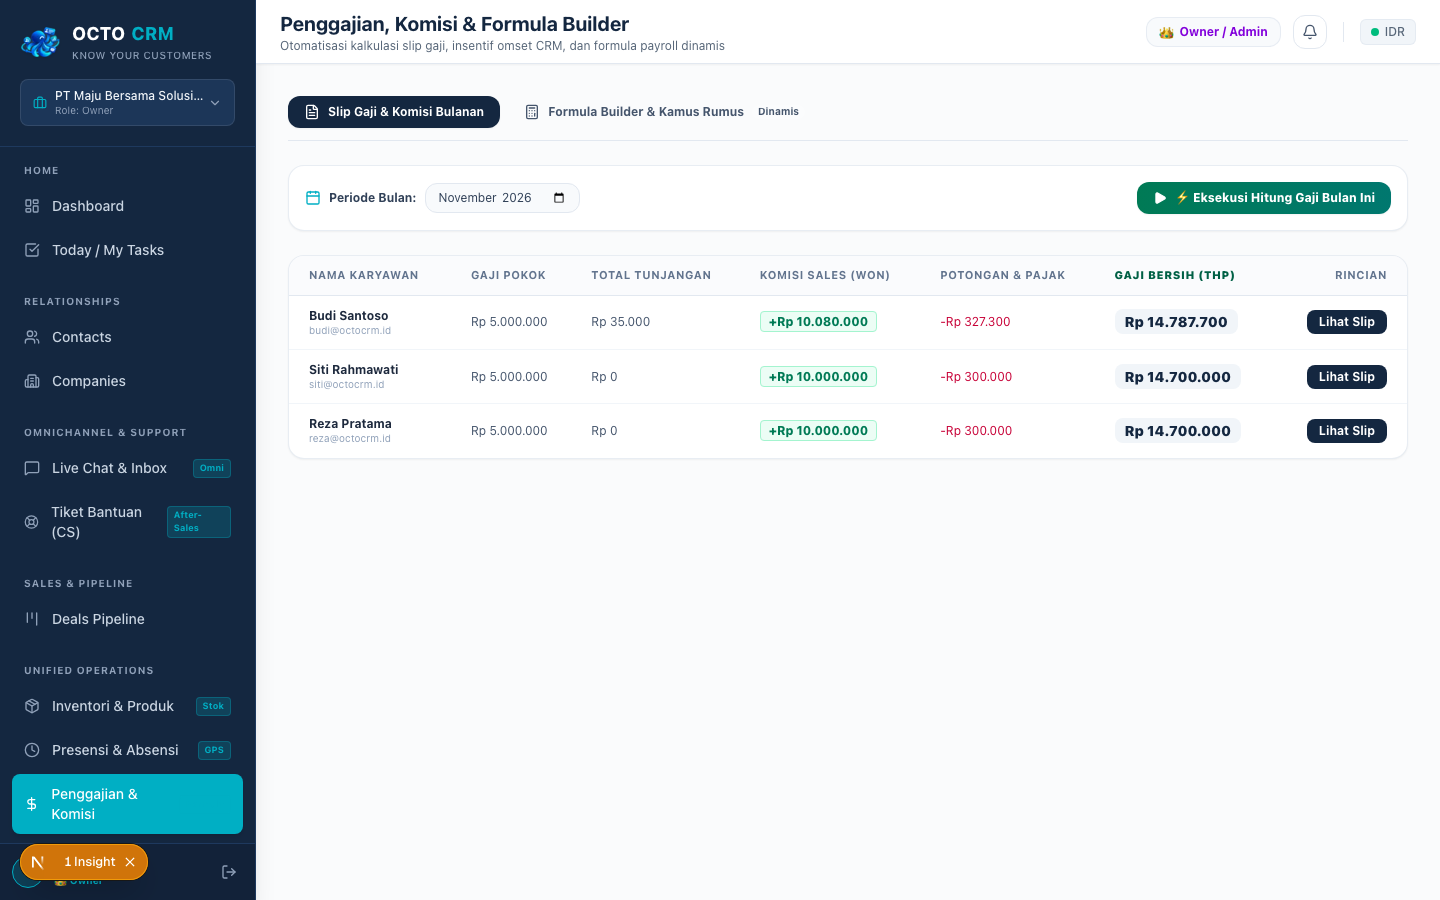 OCTO CRM
KNOW YOUR CUSTOMERS
PT Maju Bersama Solusi...
Role: Owner
HOME
Dashboard
Today / My Tasks
RELATIONSHIPS
Contacts
Companies
OMNICHANNEL & SUPPORT
Live Chat & Inbox
Omni
Tiket Bantuan
(CS)
After-
Sales
SALES & PIPELINE
Deals Pipeline
UNIFIED OPERATIONS
Inventori & Produk
Stok
Presensi & Absensi
GPS
Penggajian &
Komisi
1 Insight
Owner
Penggajian, Komisi & Formula Builder
Otomatisasi kalkulasi slip gaji, insentif omset CRM, dan formula payroll dinamis
Owner / Admin
IDR
Slip Gaji & Komisi Bulanan
Formula Builder & Kamus Rumus
Dinamis
Periode Bulan:
November 2026
Eksekusi Hitung Gaji Bulan Ini
NAMA KARYAWAN GAJI POKOK TOTAL TUNJANGAN KOMISI SALES (WON) POTONGAN & PAJAK GAJI BERSIH (THP) RINCIAN
Budi Santoso
budi@octocrm.id
Rp 5.000.000 Rp 35.000 +Rp 10.080.000 -Rp 327.300 Rp 14.787.700 Lihat Slip
Siti Rahmawati
siti@octocrm.id
Rp 5.000.000 Rp 0 +Rp 10.000.000 -Rp 300.000 Rp 14.700.000 Lihat Slip
Reza Pratama
reza@octocrm.id
Rp 5.000.000 Rp 0 +Rp 10.000.000 -Rp 300.000 Rp 14.700.000 Lihat Slip